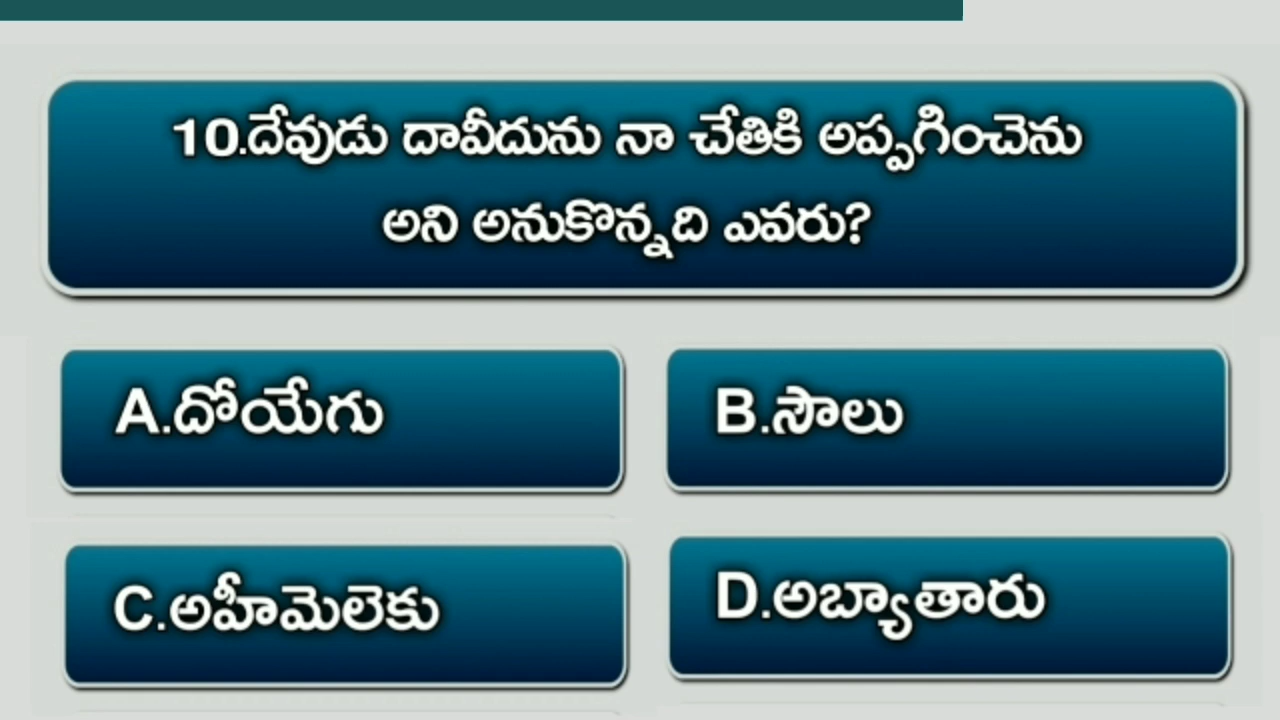 10.దేవుడు దావీదును నా చేతికి అప్పగించెను
అని అనుకొన్నది ఎవరు?
A.దోయేగు
B.సౌలు
C.అహీమెలెకు
D.అబ్యాతారు